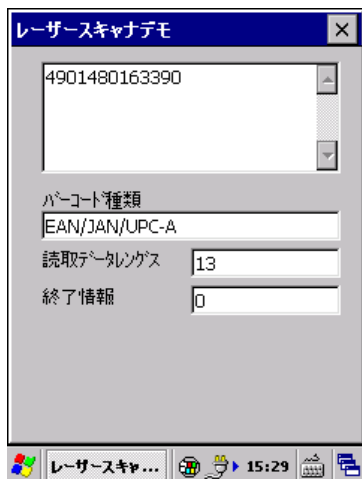 レーザースキャナデモ
4901480163390
バーコード種類
EAN/JAN/UPC-A
読取データレングス
13
終了情報
0
レーザースキャ...
15:29